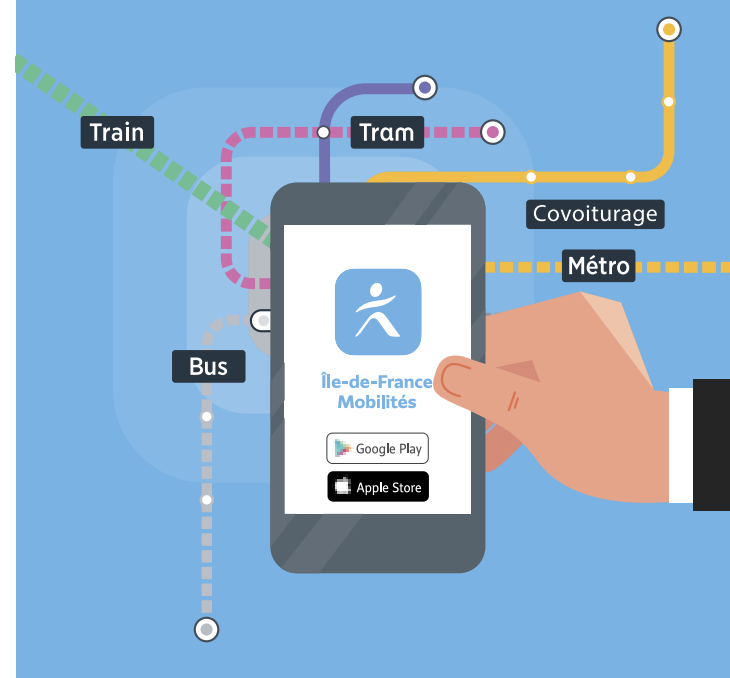 Train
Tram
Covoiturage
Métro
Bus
Île-de-France
Mobilités
Google Play
Apple Store